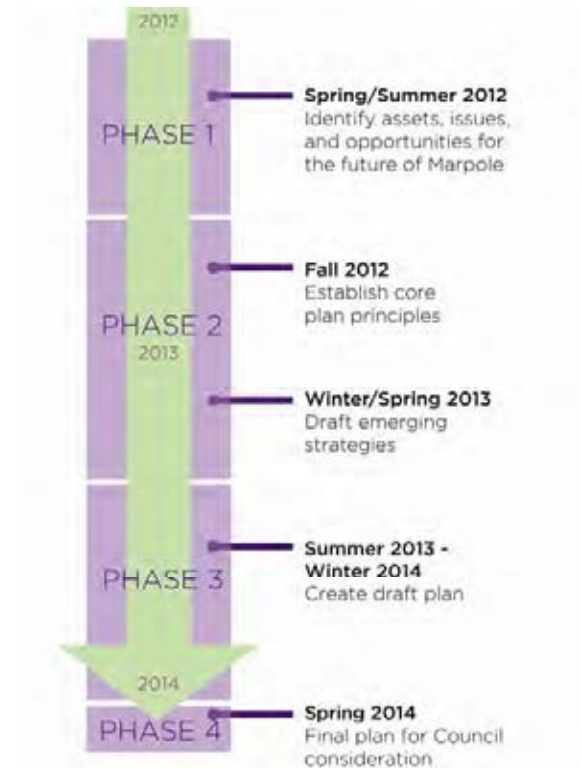 2012
PHASE 1
Spring/Summer 2012
Identify assets, issues,
and opportunities for
the future of Marpole
PHASE 2
2013
Fall 2012
Establish core
plan principles
Winter/Spring 2013
Draft emerging
strategies
PHASE 3
Summer 2013 -
Winter 2014
Create draft plan
2014
PHASE 4
Spring 2014
Final plan for Council
consideration